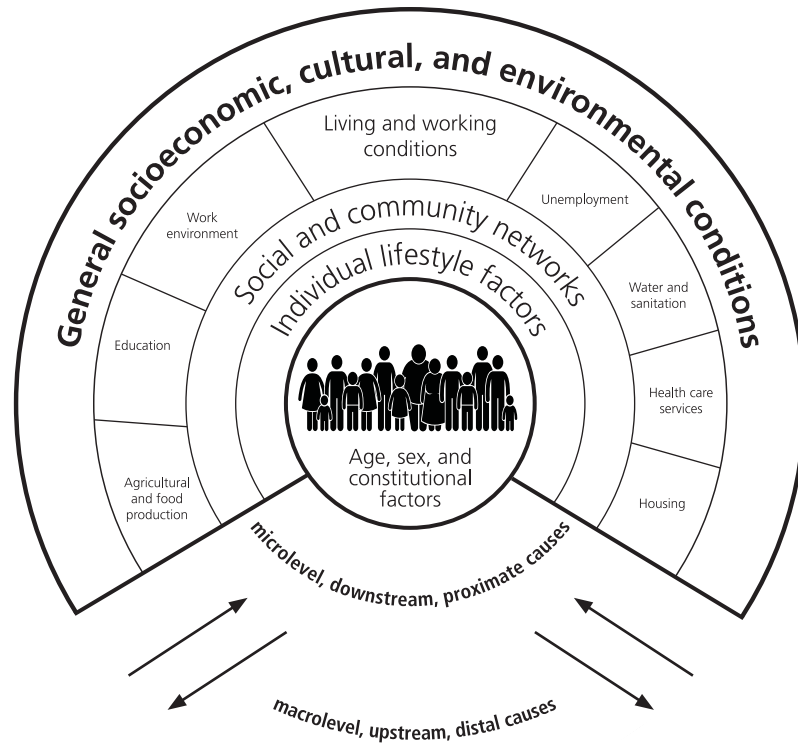 General socioeconomic, cultural, and environmental conditions
Living and working
conditions
Work
environment
Unemployment
Education
Water and
sanitation
Agricultural
and food
production
Health care
services
Housing
Social and community networks
Individual lifestyle factors
Age, sex, and
constitutional
factors
microlevel, downstream, proximate causes
macrolevel, upstream, distal causes